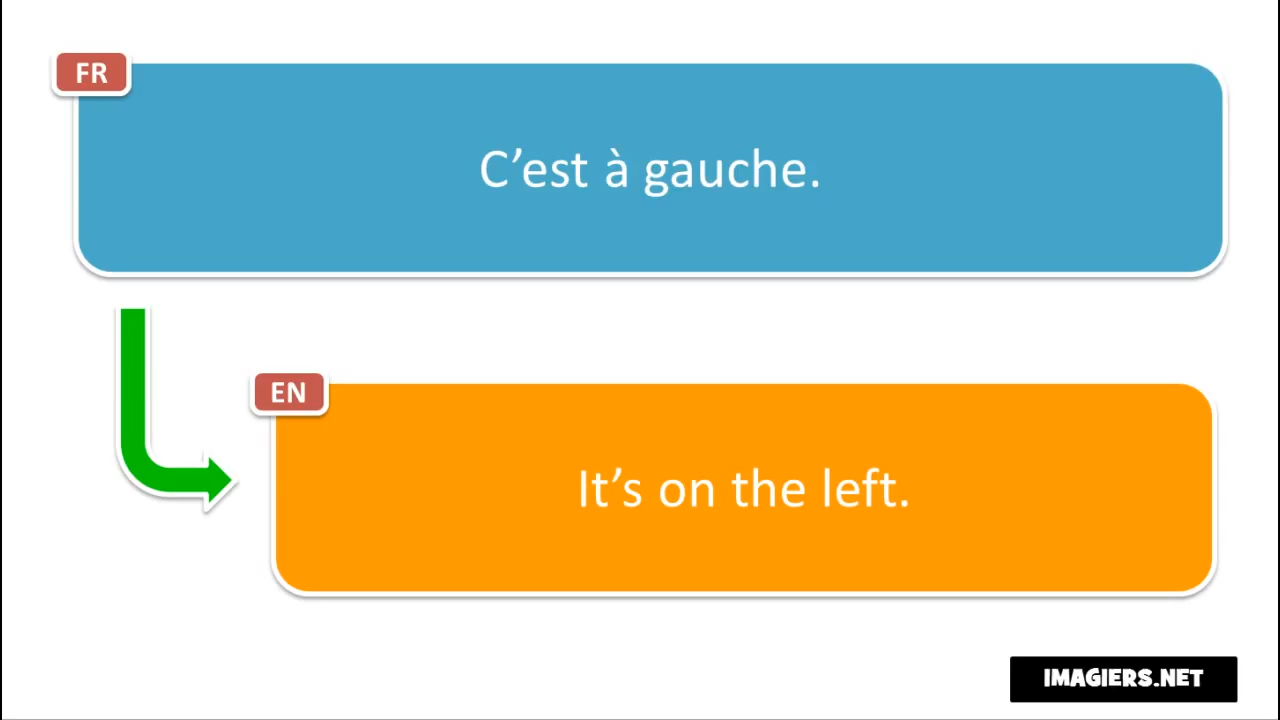 FR
C’est à gauche.
EN
It’s on the left.
IMAGIERS.NET